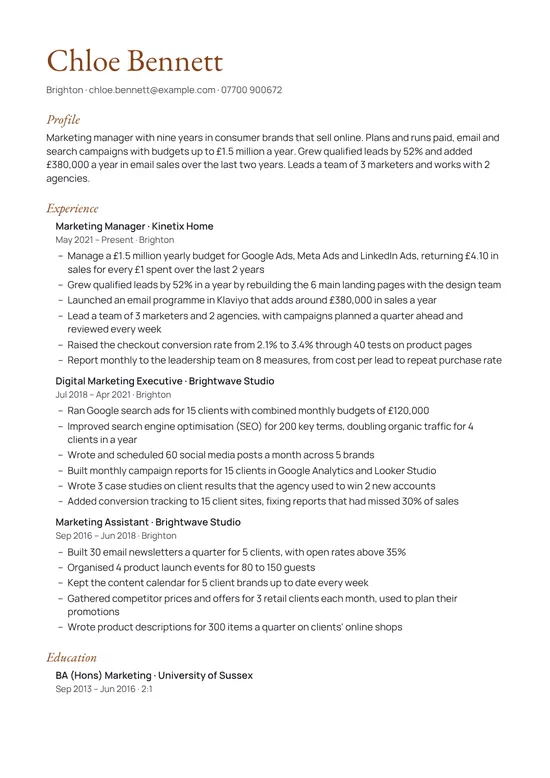 Chloe Bennett
Brighton · chloe.bennett@example.com · 07700 900672
Profile
Marketing manager with nine years in consumer brands that sell online. Plans and runs paid, email and
search campaigns with budgets up to £1.5 million a year. Grew qualified leads by 52% and added
£380,000 a year in email sales over the last two years. Leads a team of 3 marketers and works with 2
agencies.
Experience
Marketing Manager · Kinetix Home
May 2021 – Present · Brighton
– Manage a £1.5 million yearly budget for Google Ads, Meta Ads and LinkedIn Ads, returning £4.10 in
sales for every £1 spent over the last 2 years
– Grew qualified leads by 52% in a year by rebuilding the 6 main landing pages with the design team
– Launched an email programme in Klaviyo that adds around £380,000 in sales a year
– Lead a team of 3 marketers and 2 agencies, with campaigns planned a quarter ahead and
reviewed every week
– Raised the checkout conversion rate from 2.1% to 3.4% through 40 tests on product pages
– Report monthly to the leadership team on 8 measures, from cost per lead to repeat purchase rate
Digital Marketing Executive · Brightwave Studio
Jul 2018 – Apr 2021 · Brighton
– Ran Google search ads for 15 clients with combined monthly budgets of £120,000
– Improved search engine optimisation (SEO) for 200 key terms, doubling organic traffic for 4
clients in a year
– Wrote and scheduled 60 social media posts a month across 5 brands
– Built monthly campaign reports for 15 clients in Google Analytics and Looker Studio
– Wrote 3 case studies on client results that the agency used to win 2 new accounts
– Added conversion tracking to 15 client sites, fixing reports that had missed 30% of sales
Marketing Assistant · Brightwave Studio
Sep 2016 – Jun 2018 · Brighton
– Built 30 email newsletters a quarter for 5 clients, with open rates above 35%
– Organised 4 product launch events for 80 to 150 guests
– Kept the content calendar for 5 client brands up to date every week
– Gathered competitor prices and offers for 3 retail clients each month, used to plan their
promotions
– Wrote product descriptions for 300 items a quarter on clients' online shops
Education
BA (Hons) Marketing · University of Sussex
Sep 2013 – Jun 2016 · 2:1